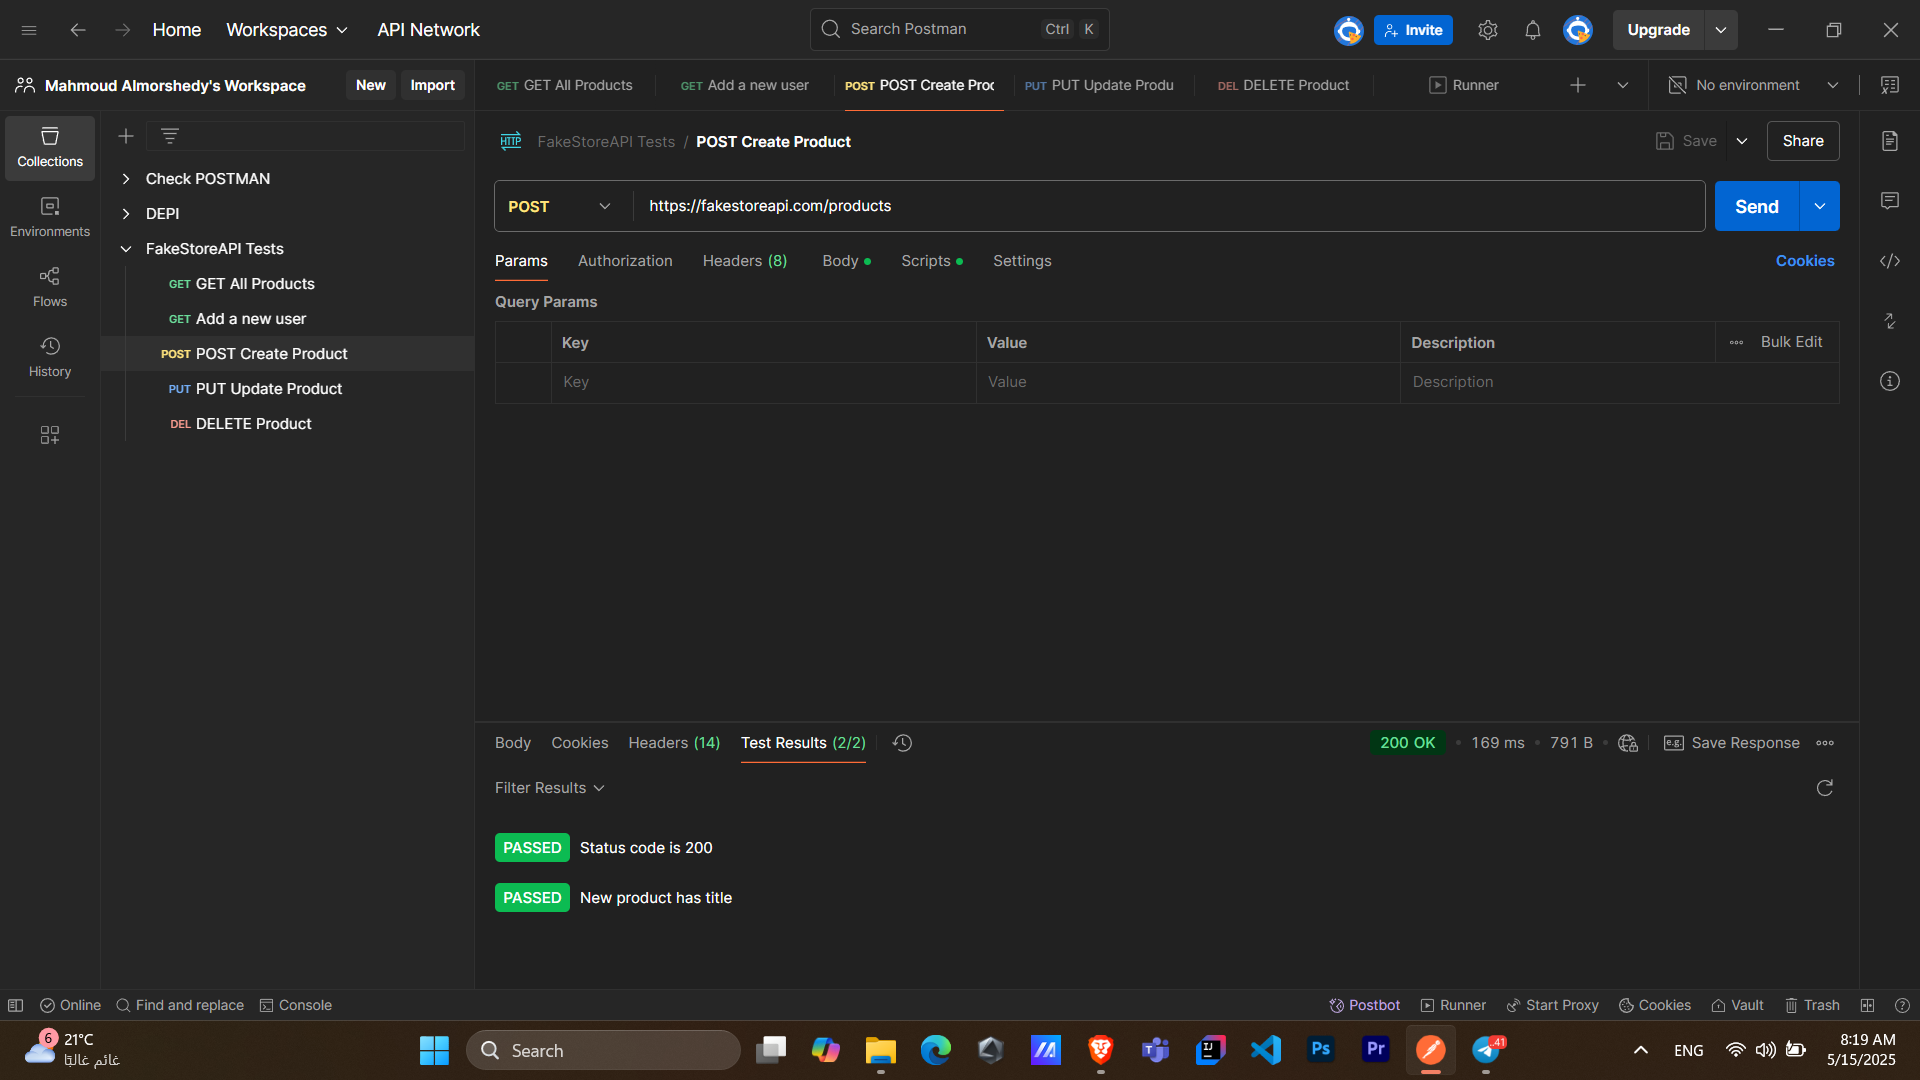 Home Workspaces API Network Search Postman Ctrl K Invite Upgrade
Mahmoud Almorshedy's Workspace New Import GET GET All Products GET Add a new user POST POST Create Proc PUT PUT Update Produ DEL DELETE Product Runner No environment
Collections
Environments
Flows
History
Check POSTMAN
DEPI
FakeStoreAPI Tests
GET GET All Products
GET Add a new user
POST POST Create Product
PUT PUT Update Product
DEL DELETE Product
HTTP FakeStoreAPI Tests / POST Create Product Save Share
POST https://fakestoreapi.com/products Send
Params Authorization Headers (8) Body Scripts Settings Cookies
Query Params
Key Value Description Bulk Edit
Key Value Description
Body Cookies Headers (14) Test Results (2/2) 200 OK 169 ms 791 B e.g. Save Response
Filter Results
PASSED Status code is 200
PASSED New product has title
Online Find and replace Console Postbot Runner Start Proxy Cookies Vault Trash
6 21°C
غائم غالبًا
Search Ps Pr 41 ENG
8:19 AM
5/15/2025